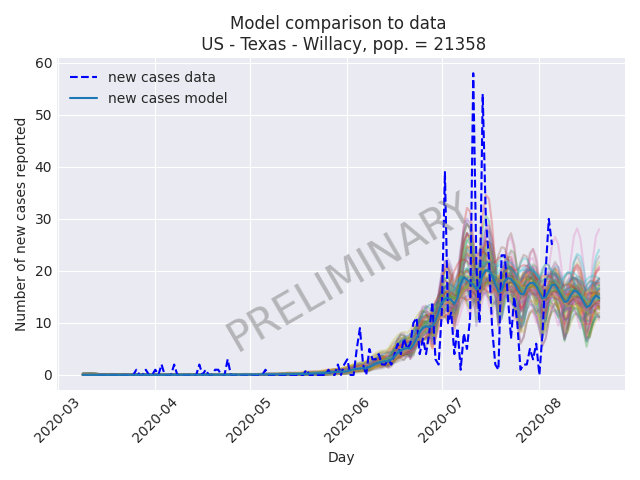 Model comparison to data
US - Texas - Willacy, pop. = 21358
new cases data
new cases model
Number of new cases reported
60
50
40
30
20
10
0
PRELIMINARY
2020-03
2020-04
2020-05
2020-06
2020-07
2020-08
Day